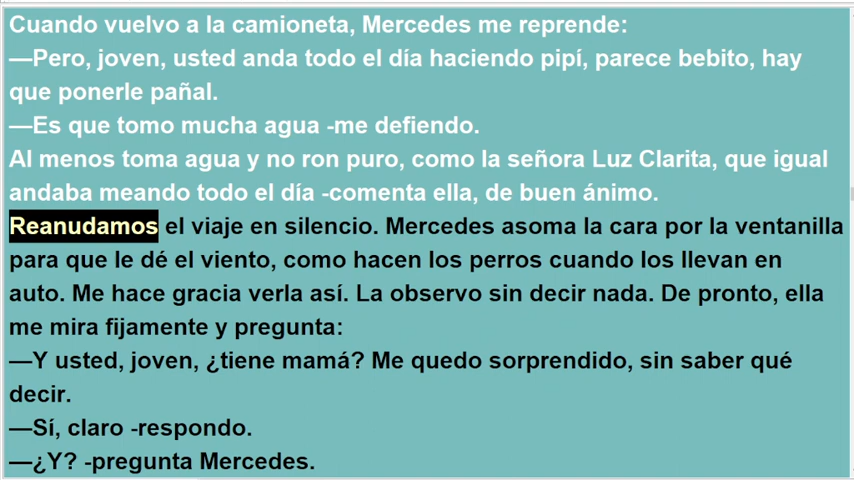 Cuando vuelvo a la camioneta, Mercedes me reprende:
—Pero, joven, usted anda todo el día haciendo pipí, parece bebito, hay
que ponerle pañal.
—Es que tomo mucha agua -me defiendo.
Al menos toma agua y no ron puro, como la señora Luz Clarita, que igual
andaba meando todo el día -comenta ella, de buen ánimo.
Reanudamos el viaje en silencio. Mercedes asoma la cara por la ventanilla
para que le dé el viento, como hacen los perros cuando los llevan en
auto. Me hace gracia verla así. La observo sin decir nada. De pronto, ella
me mira fijamente y pregunta:
—Y usted, joven, ¿tiene mamá? Me quedo sorprendido, sin saber qué
decir.
—Sí, claro -respondo.
—¿Y? -pregunta Mercedes.